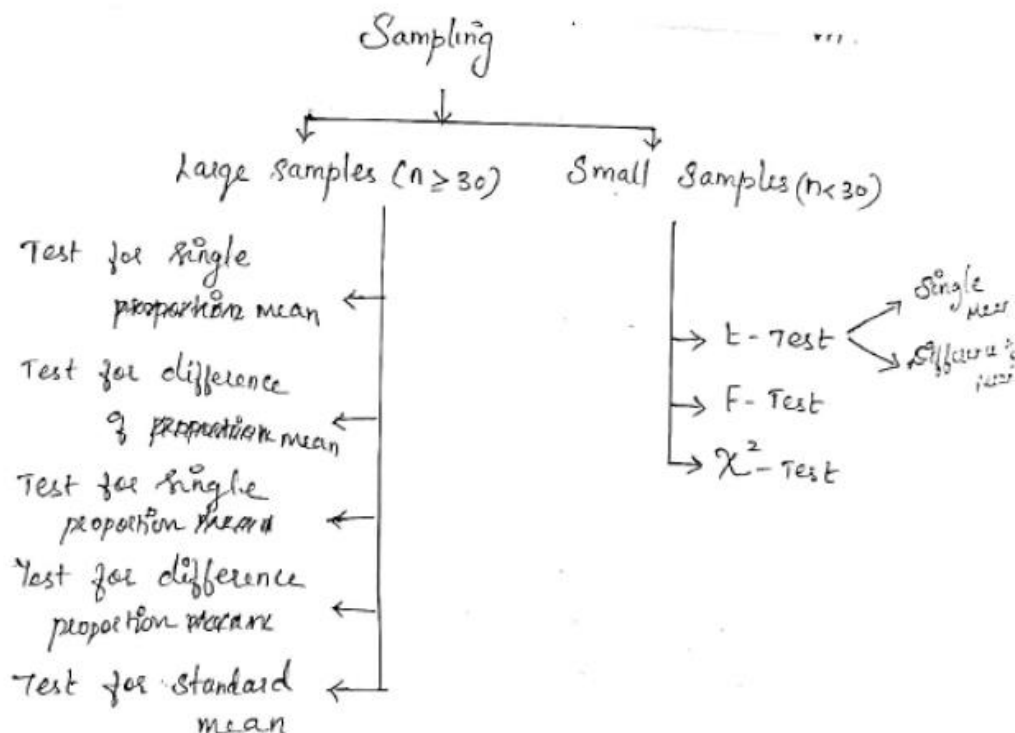 Sampling
Large Samples (n ≥ 30)
Small Samples (n < 30)
Test for single
proportion mean
Test for difference
of proportion mean
Test for single
proportion mean
Test for difference
proportion
Test for standard
mean
t - Test
Single
F - Test
χ² - Test